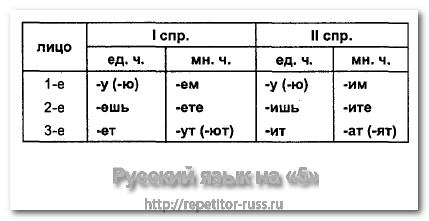 лицо I спр. II спр.
ед. ч. мн. ч. ед. ч. мн. ч.
1-е -у (-ю) -ем -у (-ю) -им
2-е -ешь -ете -ишь -ите
3-е -ет -ут (-ют) -ит -ат (-ят)
Русский язык на «5»
http://repetitor-russ.ru